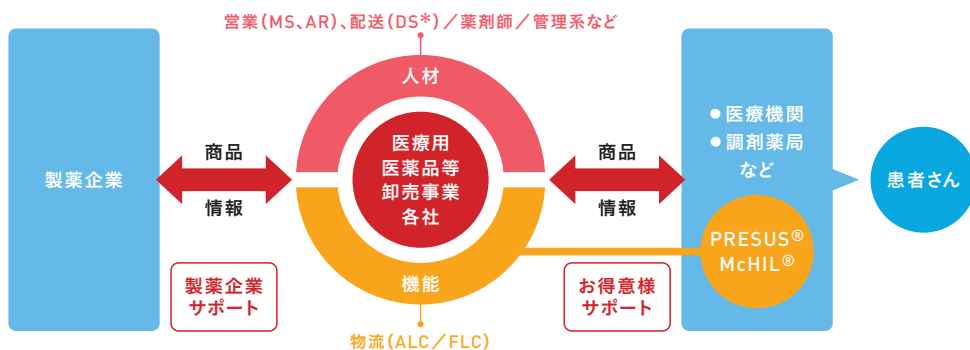 営業(MS、AR)、配送(DS*)／薬剤師／管理系など
人材
製薬企業
商品
情報
製薬企業
サポート
医療用
医薬品等
卸売事業
各社
機能
物流(ALC／FLC)
商品
情報
お得意様
サポート
●医療機関
●調剤薬局
など
PRESUS®
McHIL®
患者さん